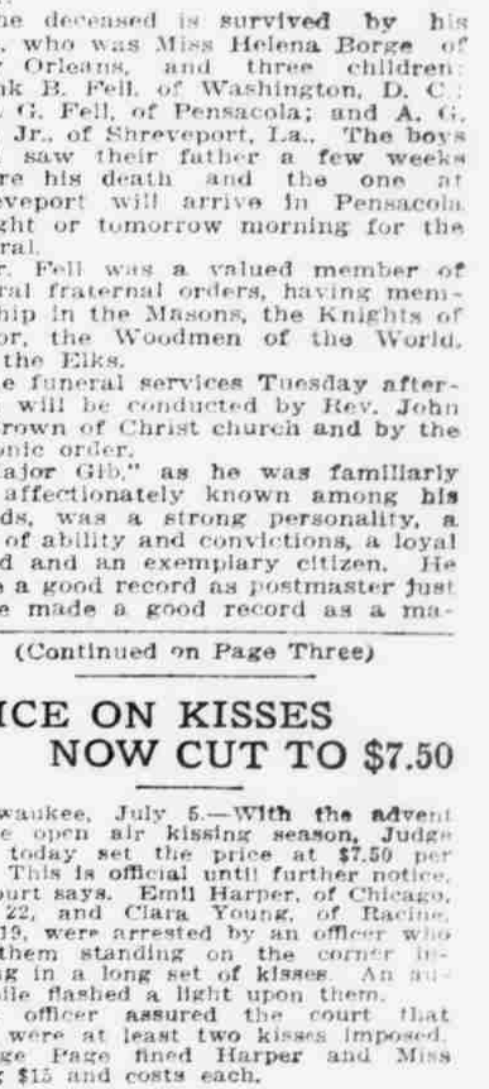 he deceased is survived by his
, who was Miss Helena Borge of
Orleans, and three children:
nk B. Fell, of Washington, D. C.;
. G. Fell, of Pensacola; and A. G.
Jr., of Shreveport, La., The boys
saw their father a few weeks
re his death and the one at
eveport will arrive in Pensacola
ght or tomorrow morning for the
ral.
r. Fell was a valued member of
ral fraternal orders, having mem-
hip in the Masons, the Knights of
or, the Woodmen of the World,
the Elks.
e funeral services Tuesday after-
will be conducted by Rev. John
rown of Christ church and by the
onic order.
ajor Gib," as he was familiarly
affectionately known among his
ds, was a strong personality, a
of ability and convictions, a loyal
d and an exemplary citizen. He
e a good record as postmaster just
e made a good record as a ma-
(Continued on Page Three)
ICE ON KISSES
NOW CUT TO $7.50
waukee, July 5.—With the advent
e open air kissing season, Judge
today set the price at $7.50 per
This is official until further notice,
ourt says. Emil Harper, of Chicago,
22, and Clara Young, of Racine,
19, were arrested by an officer who
them standing on the corner in-
ng in a long set of kisses. An au-
ile flashed a light upon them.
officer assured the court that
were at least two kisses imposed.
ge Page fined Harper and Miss
g $15 and costs each.